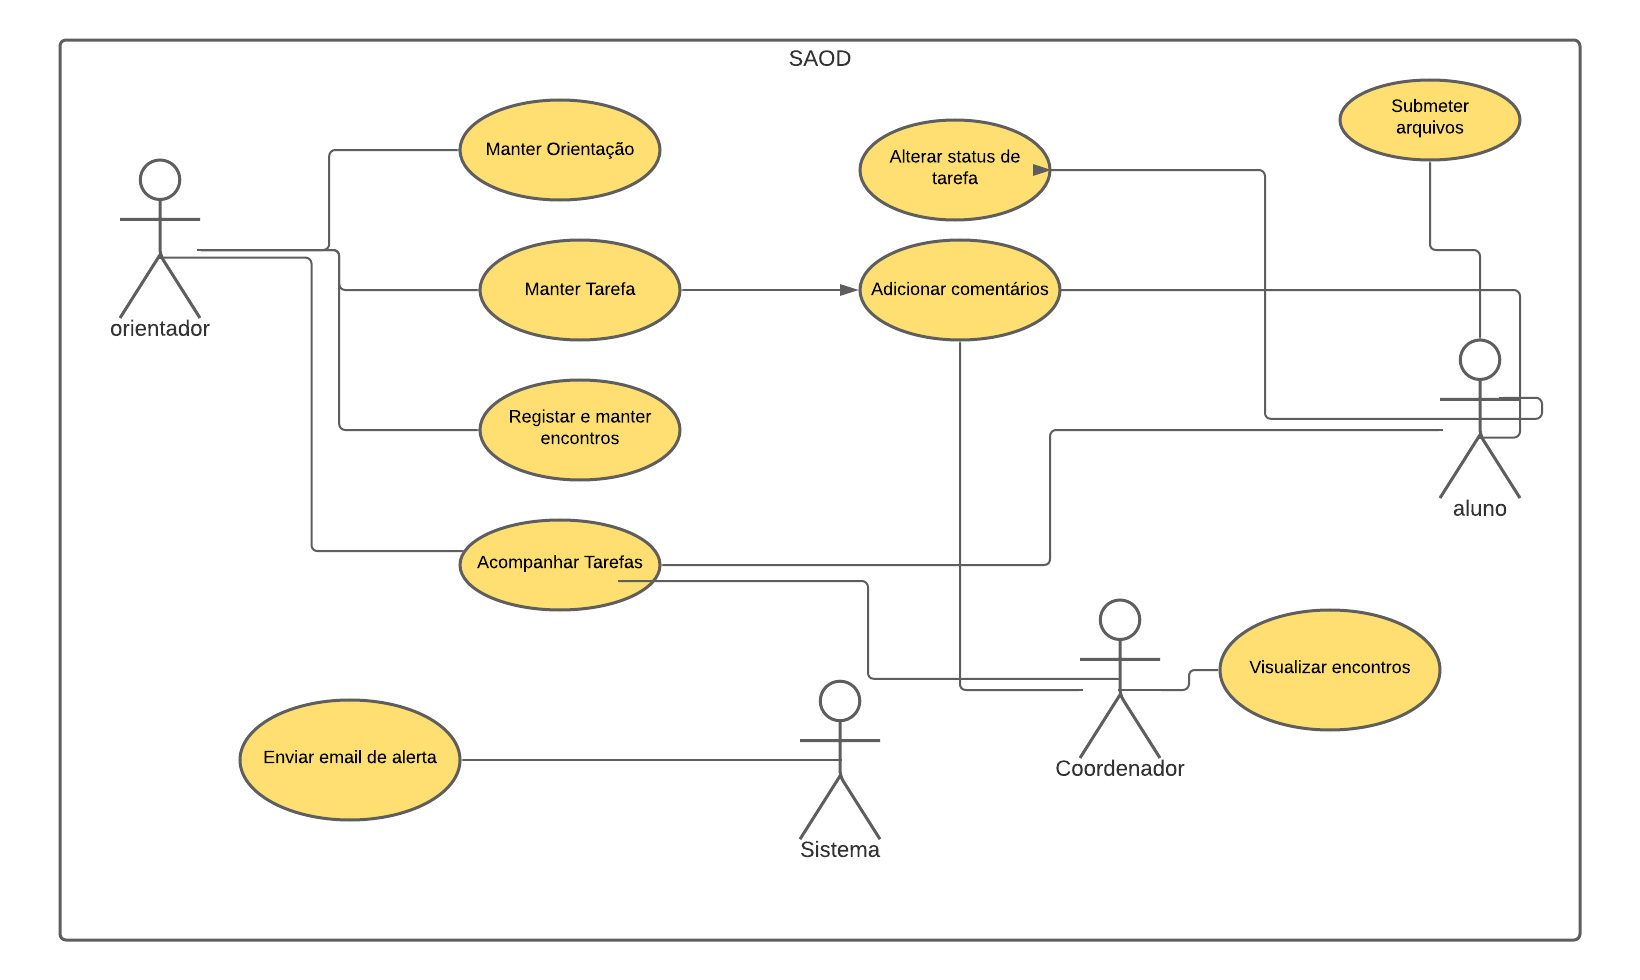 SAOD
Submeter
arquivos
Manter Orientação
Alterar status de
tarefa
orientador
Manter Tarefa
Adicionar comentários
Registar e manter
encontros
aluno
Acompanhar Tarefas
Visualizar encontros
Enviar email de alerta
Coordenador
Sistema